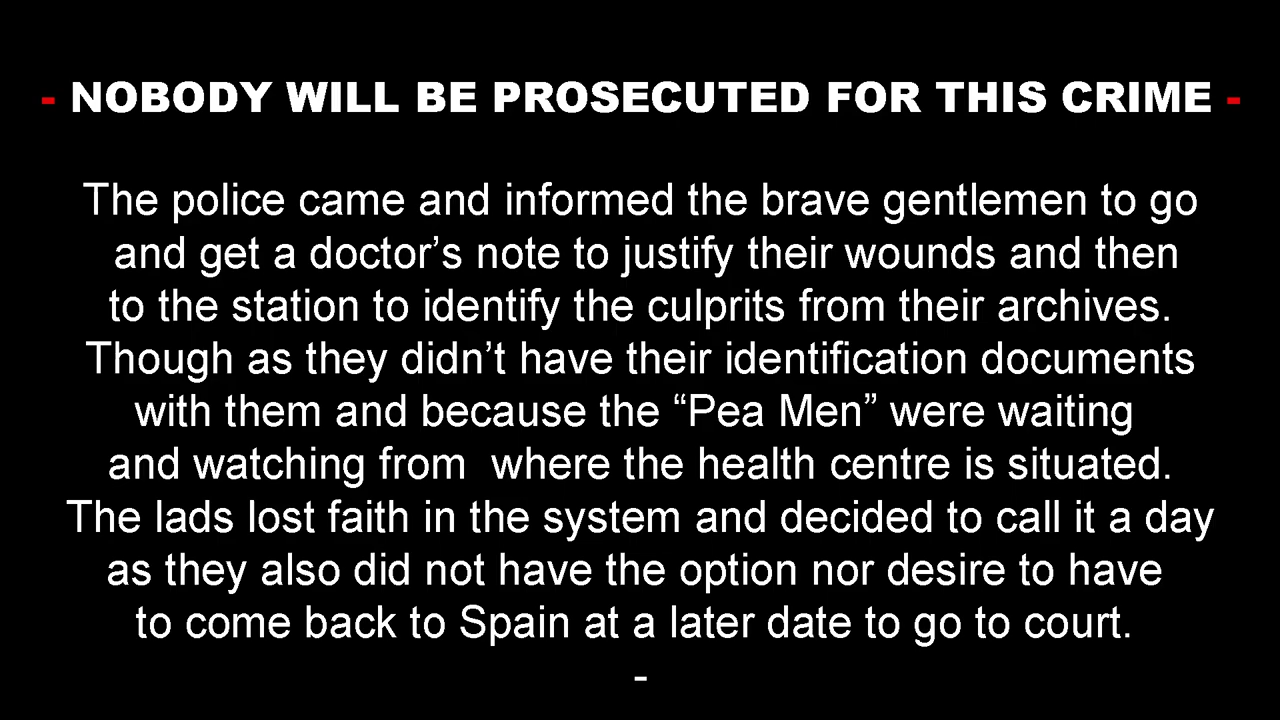 - NOBODY WILL BE PROSECUTED FOR THIS CRIME -
The police came and informed the brave gentlemen to go
and get a doctor’s note to justify their wounds and then
to the station to identify the culprits from their archives.
Though as they didn’t have their identification documents
with them and because the “Pea Men” were waiting
and watching from  where the health centre is situated.
The lads lost faith in the system and decided to call it a day
as they also did not have the option nor desire to have
to come back to Spain at a later date to go to court.
-